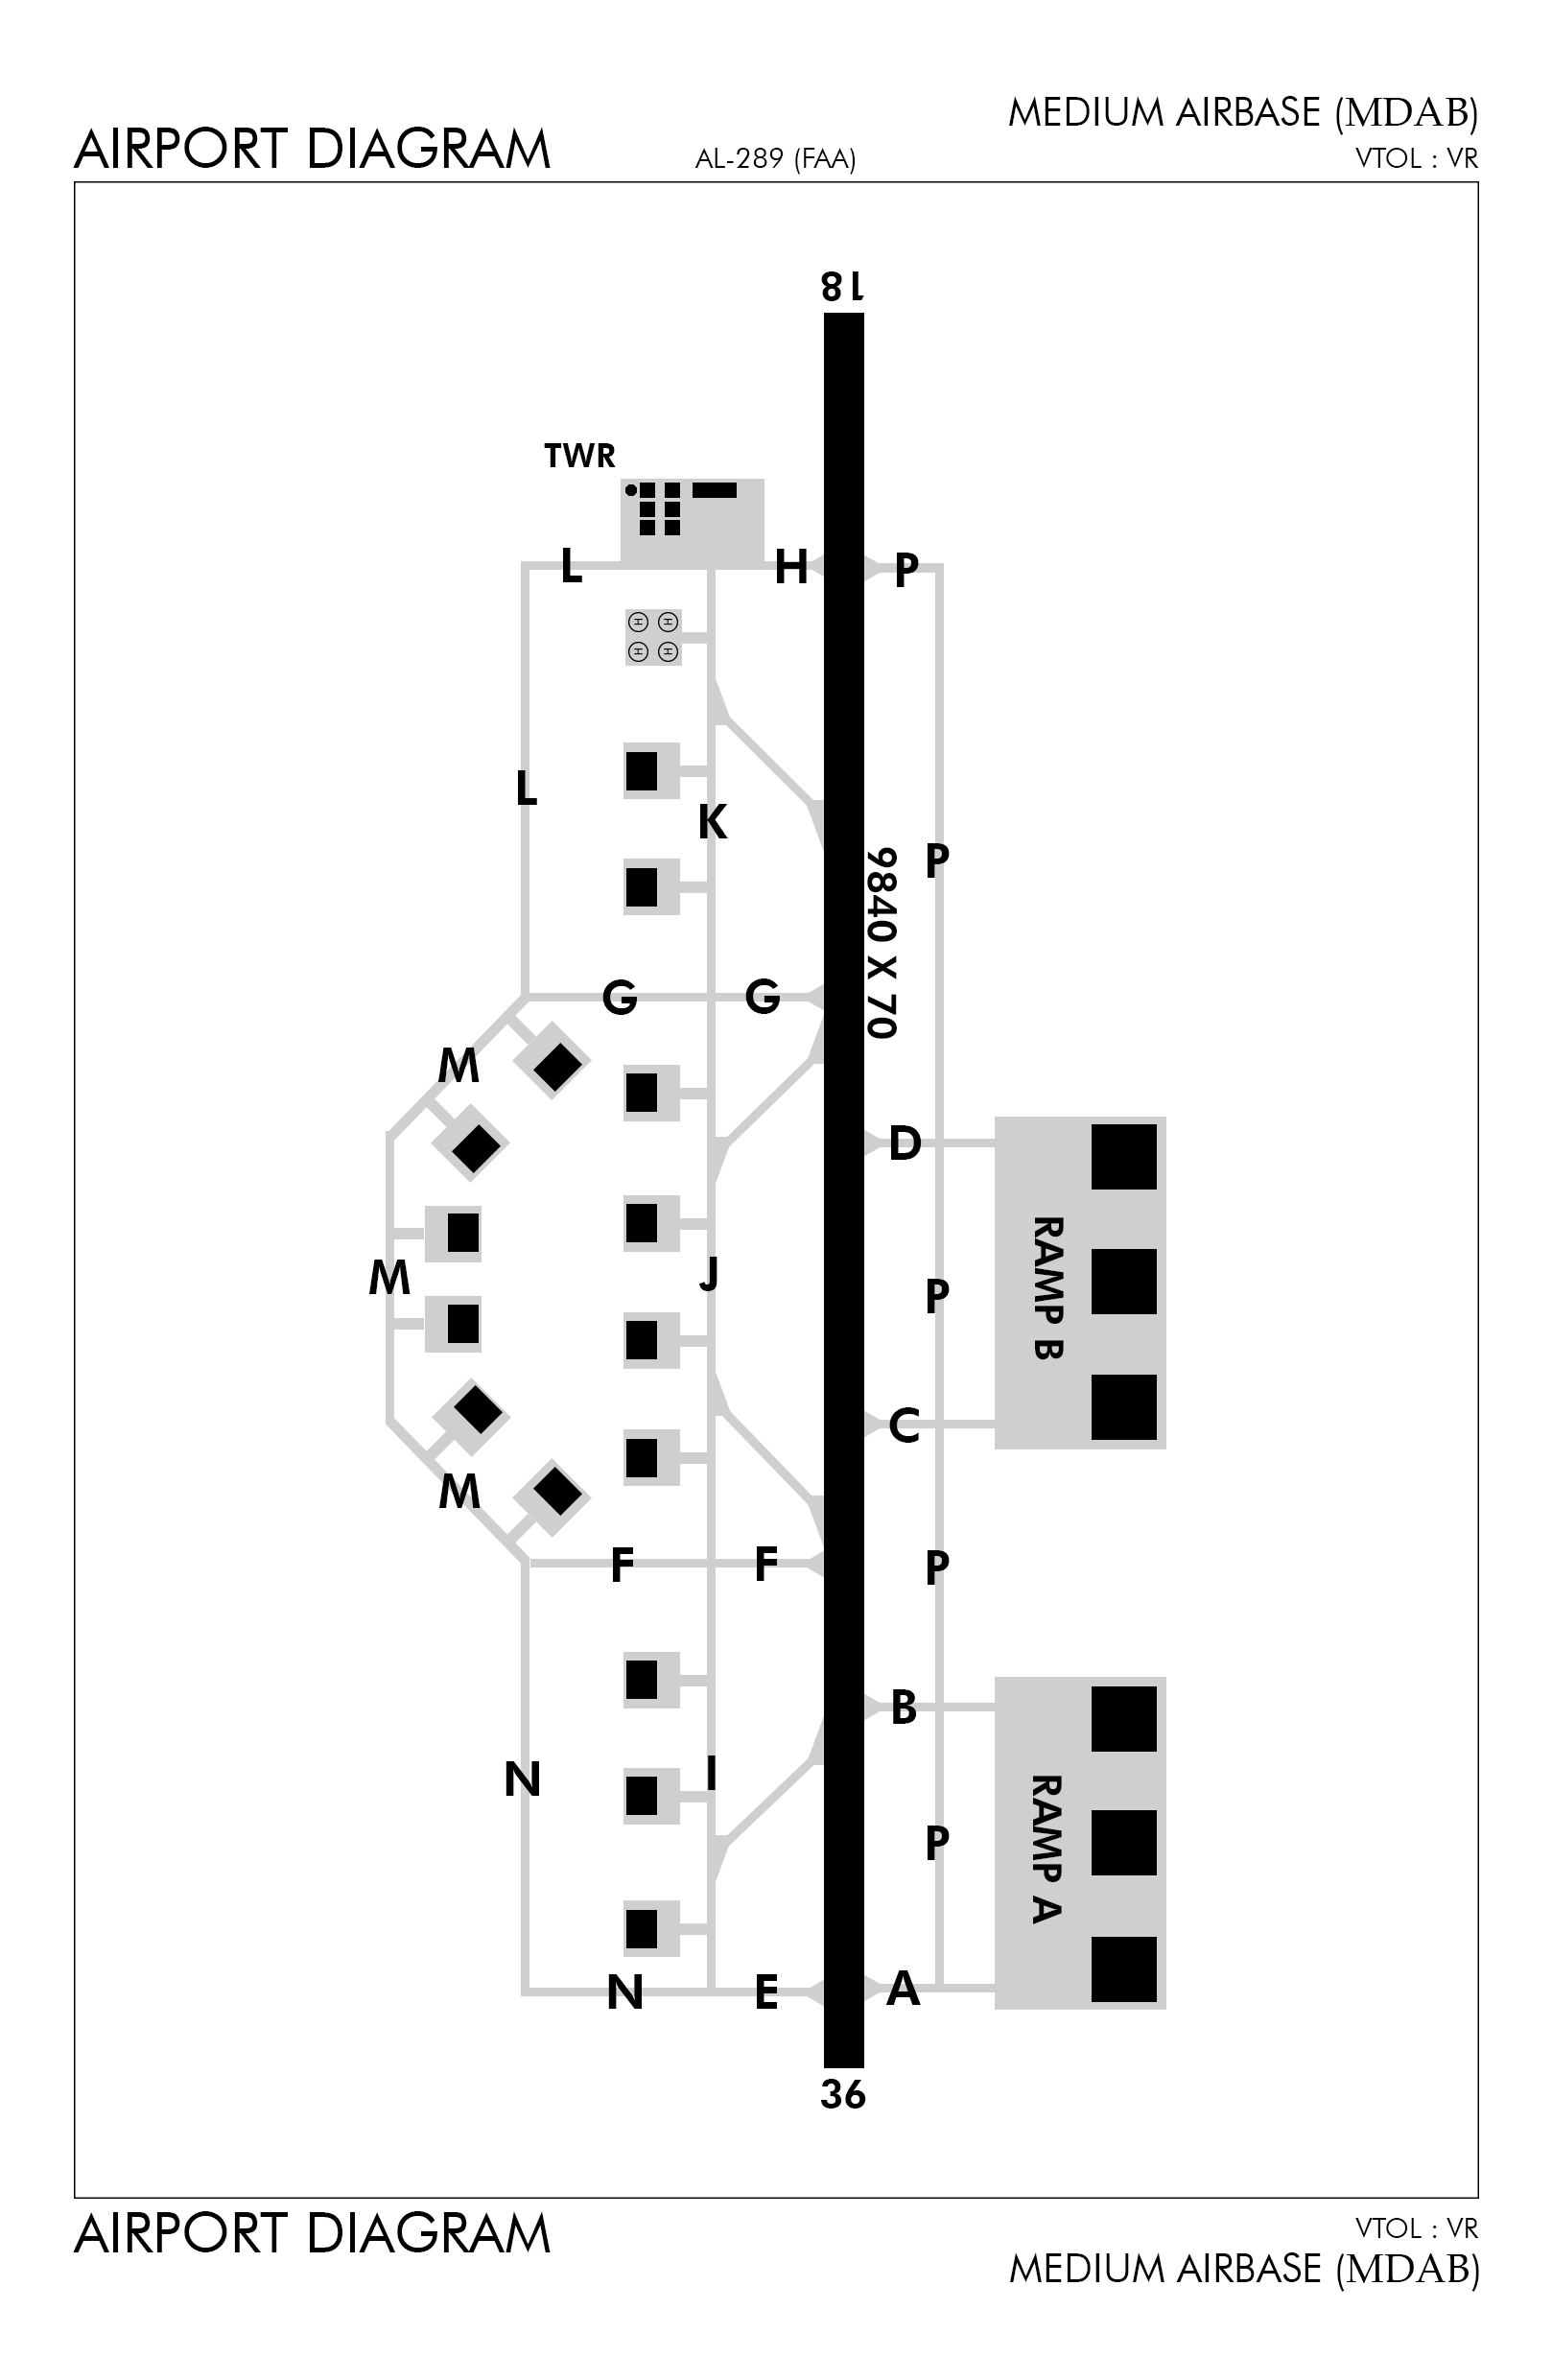 MEDIUM AIRBASE (MDAB)
AIRPORT DIAGRAM
AL-289 (FAA)
VTOL : VR
18
TWR
L
H
P
H H
H H
L
K
P
9840 X 70
G
G
M
D
RAMP B
J
M
P
C
M
F
F
P
B
N
I
P
RAMP A
N
E
A
36
AIRPORT DIAGRAM
VTOL : VR
MEDIUM AIRBASE (MDAB)